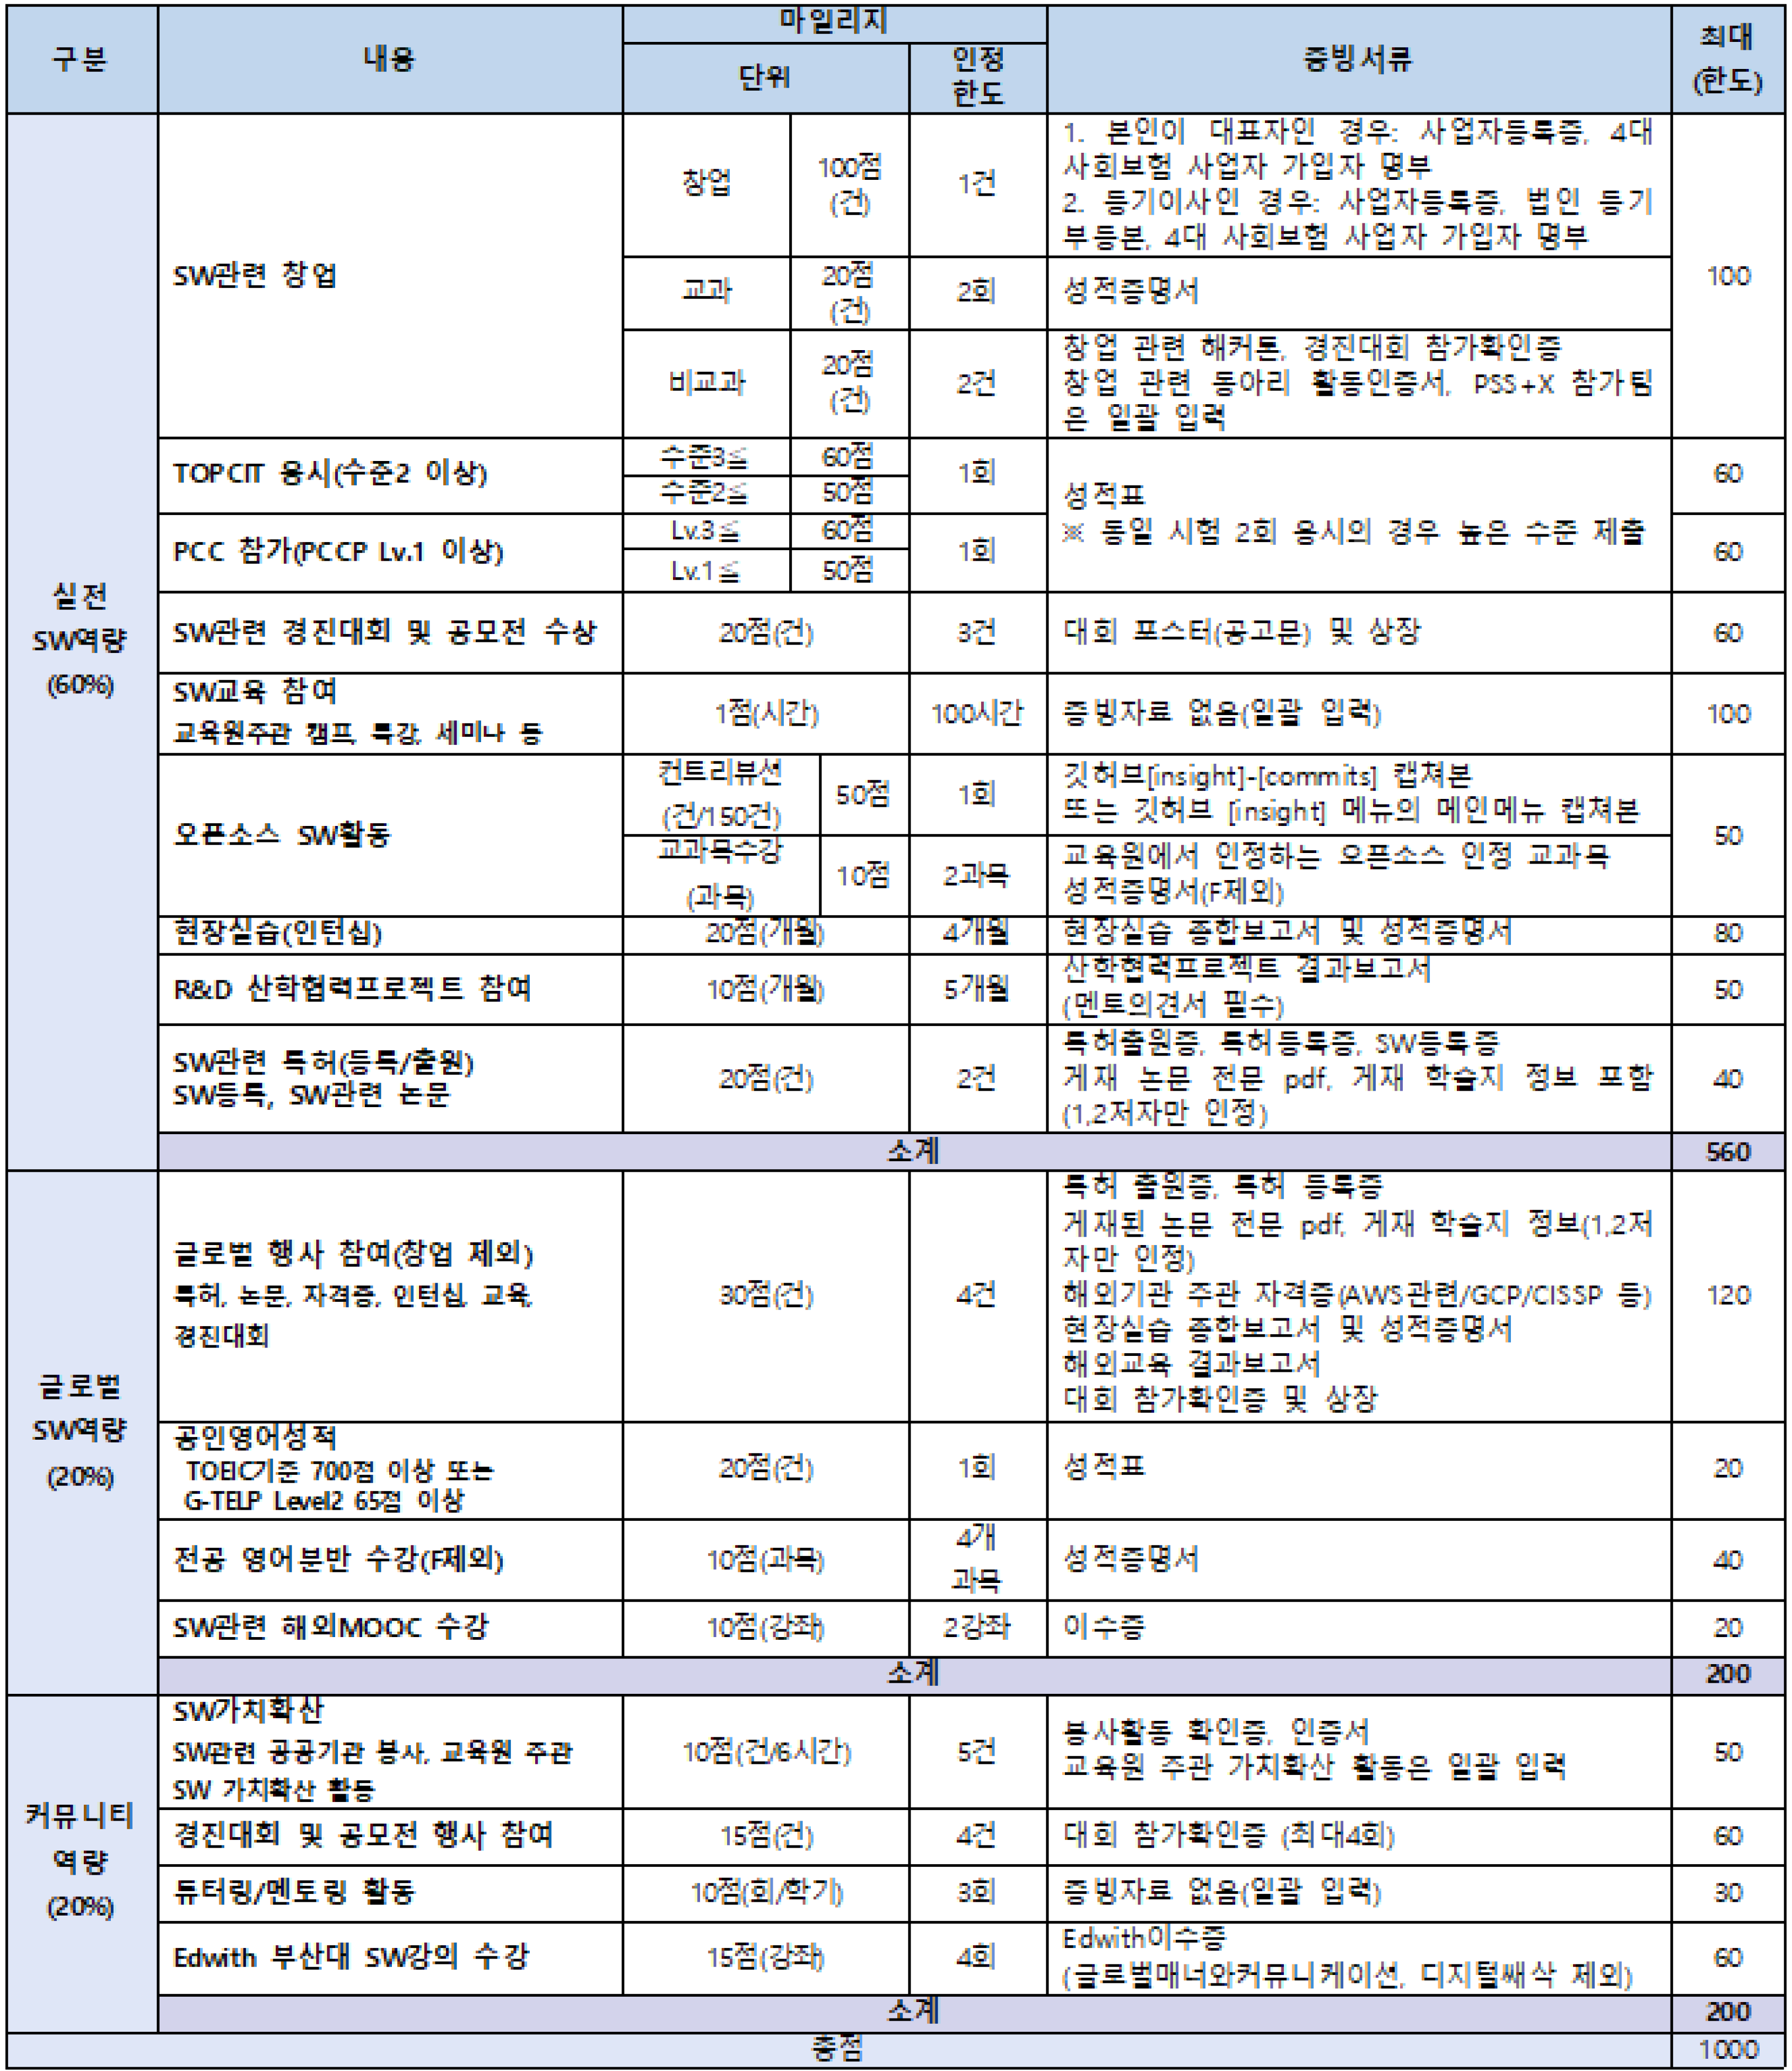 구분
내용
마일리지
단위
인정
한도
증빙서류
최대
(한도)
실전
SW역량
(60%)
SW관련 창업
창업
100점
(건)
1건
1. 본인이 대표자인 경우: 사업자등록증, 4대
사회보험 사업자 가입자 명부
2. 등기이사인 경우: 사업자등록증, 법인 등기
부등본, 4대 사회보험 사업자 가입자 명부
100
교과
20점
(건)
2회
성적증명서
비교과
20점
(건)
2건
창업 관련 해커톤, 경진대회 참가확인증
창업 관련 동아리 활동인증서, PSS+X 참가팀
은 일괄 입력
TOPCIT 응시(수준2 이상)
수준3≦
60점
수준2≦
50점
1회
성적표
※ 동일 시험 2회 응시의 경우 높은 수준 제출
60
PCC 참가(PCCP Lv.1 이상)
Lv.3≦
60점
Lv.1≦
50점
1회
60
SW관련 경진대회 및 공모전 수상
20점(건)
3건
대회 포스터(공고문) 및 상장
60
SW교육 참여
교육원주관 캠프, 특강, 세미나 등
1점(시간)
100시간
증빙자료 없음(일괄 입력)
100
오픈소스 SW활동
컨트리뷰션
(건/150건)
50점
1회
깃허브[insight]-[commits] 캡쳐본
또는 깃허브 [insight] 메뉴의 메인메뉴 캡쳐본
50
교과목수강
(과목)
10점
2과목
교육원에서 인정하는 오픈소스 인정 교과목
성적증명서(F제외)
현장실습(인턴십)
20점(개월)
4개월
현장실습 종합보고서 및 성적증명서
80
R&D 산학협력프로젝트 참여
10점(개월)
5개월
산학협력프로젝트 결과보고서
(멘토의견서 필수)
50
SW관련 특허(등록/출원)
SW등록, SW관련 논문
20점(건)
2건
특허출원증, 특허등록증, SW등록증
게재 논문 전문 pdf, 게재 학술지 정보 포함
(1,2저자만 인정)
40
소계
560
글로벌
SW역량
(20%)
글로벌 행사 참여(창업 제외)
특허, 논문, 자격증, 인턴십, 교육,
경진대회
30점(건)
4건
특허 출원증, 특허 등록증
게재된 논문 전문 pdf, 게재 학술지 정보(1,2저
자만 인정)
해외기관 주관 자격증(AWS관련/GCP/CISSP 등)
현장실습 종합보고서 및 성적증명서
해외교육 결과보고서
대회 참가확인증 및 상장
120
공인영어성적
TOEIC기준 700점 이상 또는
G-TELP Level2 65점 이상
20점(건)
1회
성적표
20
전공 영어분반 수강(F제외)
10점(과목)
4개
과목
성적증명서
40
SW관련 해외MOOC 수강
10점(강좌)
2강좌
이수증
20
소계
200
커뮤니티
역량
(20%)
SW가치확산
SW관련 공공기관 봉사, 교육원 주관
SW 가치확산 활동
10점(건/6시간)
5건
봉사활동 확인증, 인증서
교육원 주관 가치확산 활동은 일괄 입력
50
경진대회 및 공모전 행사 참여
15점(건)
4건
대회 참가확인증 (최대4회)
60
튜터링/멘토링 활동
10점(회/학기)
3회
증빙자료 없음(일괄 입력)
30
Edwith 부산대 SW강의 수강
15점(강좌)
4회
Edwith이수증
(글로벌매너와커뮤니케이션, 디지털쌔삭 제외)
60
소계
200
총점
1000